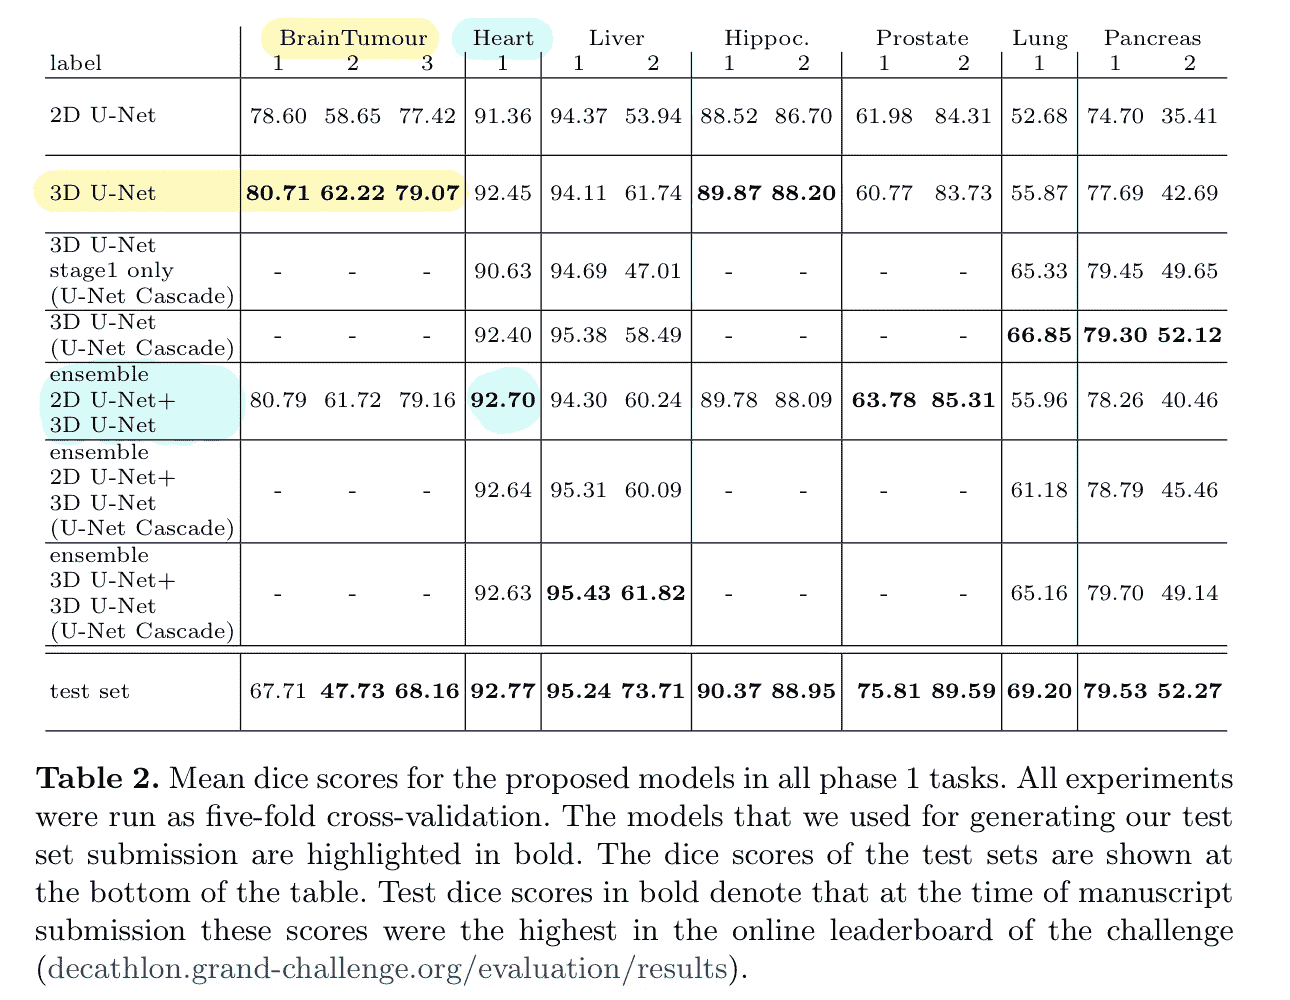 BrainTumour Heart Liver Hippoc. Prostate Lung Pancreas
label 1 2 3 1 1 2 1 2 1 2 1 1 2
2D U-Net 78.60 58.65 77.42 91.36 94.37 53.94 88.52 86.70 61.98 84.31 52.68 74.70 35.41
3D U-Net 80.71 62.22 79.07 92.45 94.11 61.74 89.87 88.20 60.77 83.73 55.87 77.69 42.69
3D U-Net
stage1 only - - - 90.63 94.69 47.01 - - - - 65.33 79.45 49.65
(U-Net Cascade)
3D U-Net
(U-Net Cascade) - - - 92.40 95.38 58.49 - - - - 66.85 79.30 52.12
ensemble
2D U-Net+ 80.79 61.72 79.16 92.70 94.30 60.24 89.78 88.09 63.78 85.31 55.96 78.26 40.46
3D U-Net
ensemble
2D U-Net+
3D U-Net - - - 92.64 95.31 60.09 - - - - 61.18 78.79 45.46
(U-Net Cascade)
ensemble
3D U-Net+
3D U-Net - - - 92.63 95.43 61.82 - - - - 65.16 79.70 49.14
(U-Net Cascade)
test set 67.71 47.73 68.16 92.77 95.24 73.71 90.37 88.95 75.81 89.59 69.20 79.53 52.27
Table 2. Mean dice scores for the proposed models in all phase 1 tasks. All experiments
were run as five-fold cross-validation. The models that we used for generating our test
set submission are highlighted in bold. The dice scores of the test sets are shown at
the bottom of the table. Test dice scores in bold denote that at the time of manuscript
submission these scores were the highest in the online leaderboard of the challenge
(decathlon.grand-challenge.org/evaluation/results).